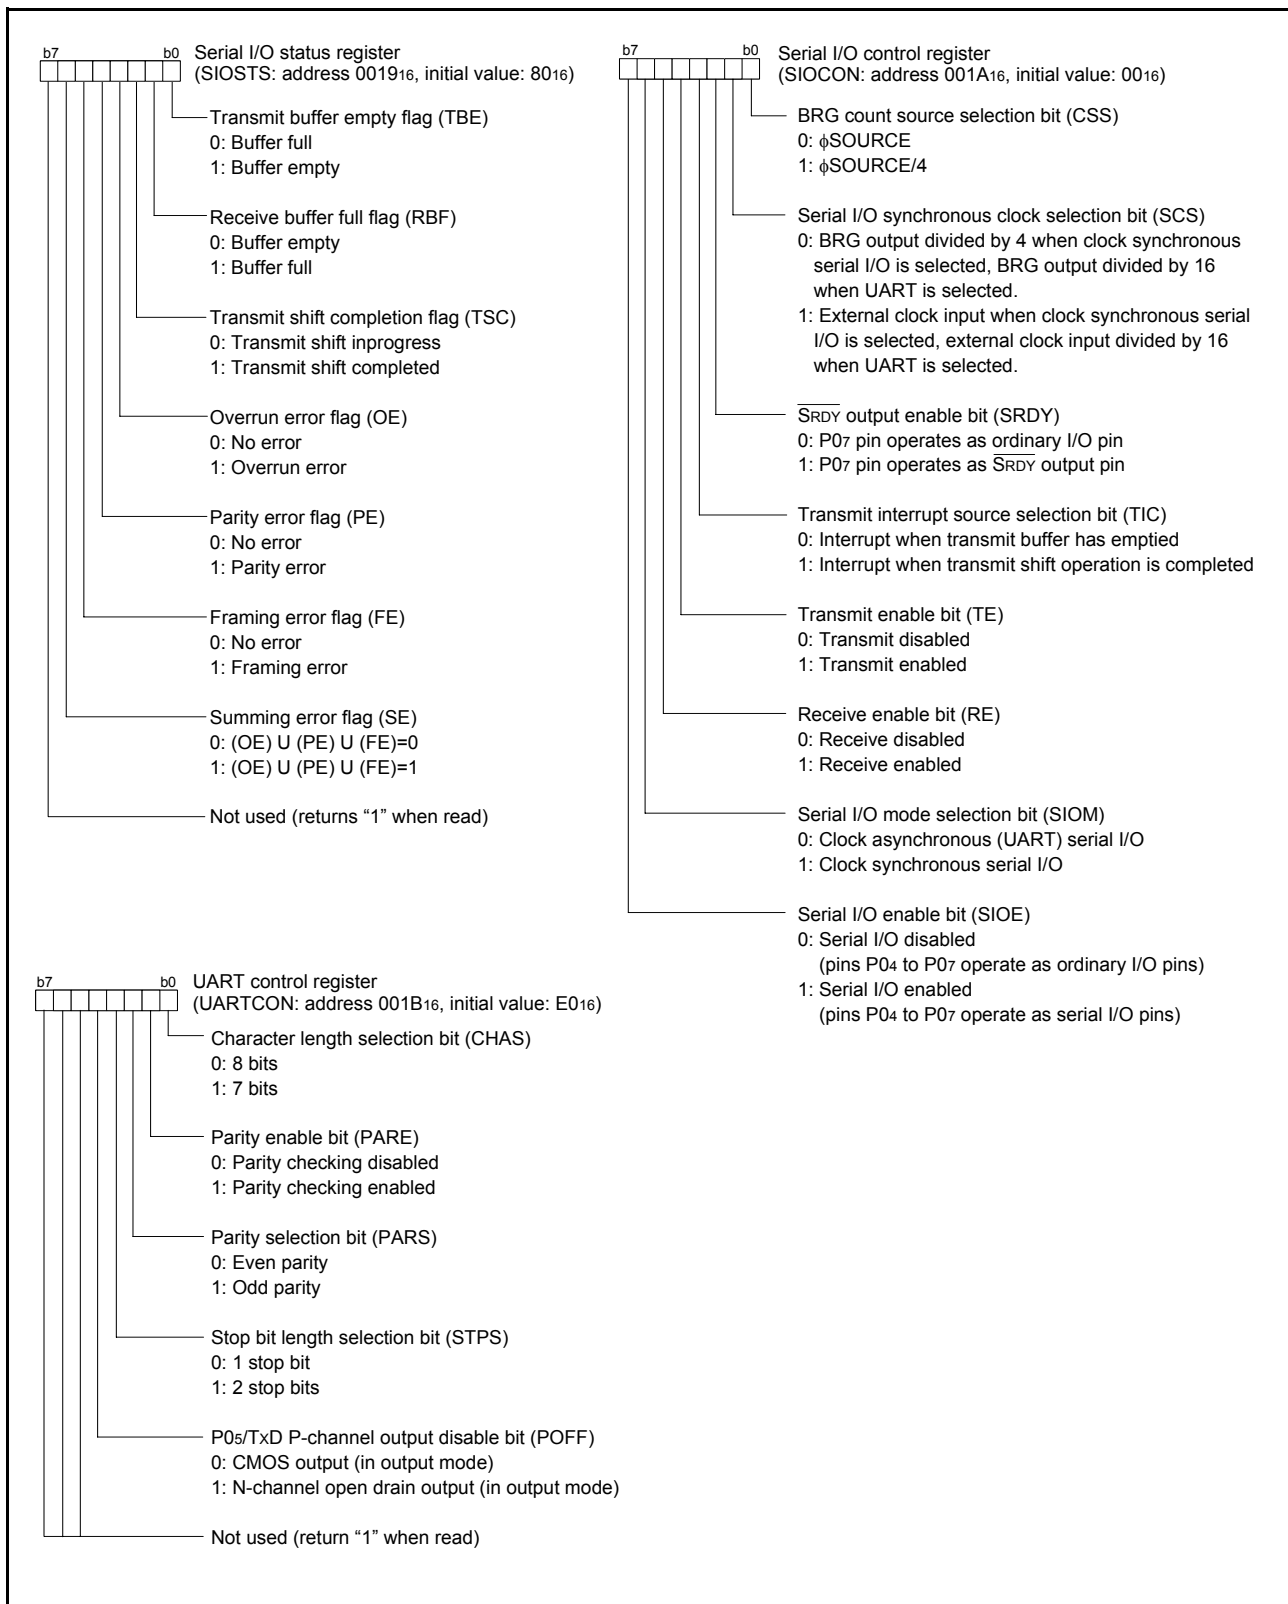 b7 b0 Serial I/O status register
(SIOSTS: address 001916, initial value: 8016)
Transmit buffer empty flag (TBE)
0: Buffer full
1: Buffer empty
Receive buffer full flag (RBF)
0: Buffer empty
1: Buffer full
Transmit shift completion flag (TSC)
0: Transmit shift inprogress
1: Transmit shift completed
Overrun error flag (OE)
0: No error
1: Overrun error
Parity error flag (PE)
0: No error
1: Parity error
Framing error flag (FE)
0: No error
1: Framing error
Summing error flag (SE)
0: (OE) U (PE) U (FE)=0
1: (OE) U (PE) U (FE)=1
Not used (returns “1” when read)
b7 b0 Serial I/O control register
(SIOCON: address 001A16, initial value: 0016)
BRG count source selection bit (CSS)
0: ϕSOURCE
1: ϕSOURCE/4
Serial I/O synchronous clock selection bit (SCS)
0: BRG output divided by 4 when clock synchronous
serial I/O is selected, BRG output divided by 16
when UART is selected.
1: External clock input when clock synchronous serial
I/O is selected, external clock input divided by 16
when UART is selected.
SRDY output enable bit (SRDY)
0: P07 pin operates as ordinary I/O pin
1: P07 pin operates as SRDY output pin
Transmit interrupt source selection bit (TIC)
0: Interrupt when transmit buffer has emptied
1: Interrupt when transmit shift operation is completed
Transmit enable bit (TE)
0: Transmit disabled
1: Transmit enabled
Receive enable bit (RE)
0: Receive disabled
1: Receive enabled
Serial I/O mode selection bit (SIOM)
0: Clock asynchronous (UART) serial I/O
1: Clock synchronous serial I/O
Serial I/O enable bit (SIOE)
0: Serial I/O disabled
(pins P04 to P07 operate as ordinary I/O pins)
1: Serial I/O enabled
(pins P04 to P07 operate as serial I/O pins)
b7 b0 UART control register
(UARTCON: address 001B16, initial value: E016)
Character length selection bit (CHAS)
0: 8 bits
1: 7 bits
Parity enable bit (PARE)
0: Parity checking disabled
1: Parity checking enabled
Parity selection bit (PARS)
0: Even parity
1: Odd parity
Stop bit length selection bit (STPS)
0: 1 stop bit
1: 2 stop bits
P05/TxD P-channel output disable bit (POFF)
0: CMOS output (in output mode)
1: N-channel open drain output (in output mode)
Not used (return “1” when read)